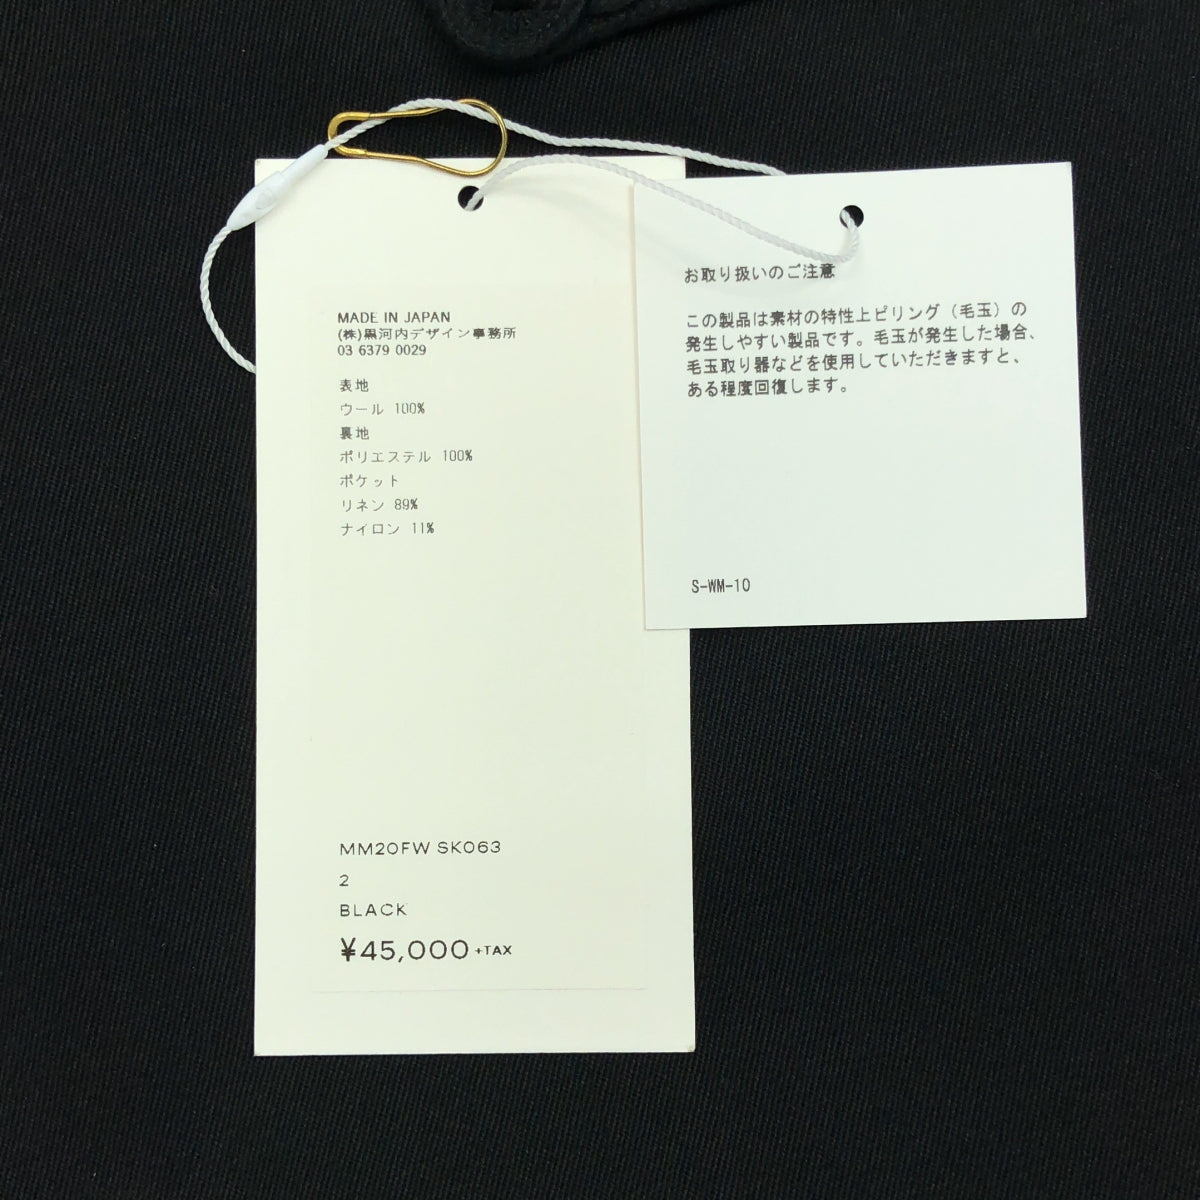 MADE IN JAPAN
(株)黒河内デザイン事務所
03 6379 0029
表地
ウール 100%
裏地
ポリエステル 100%
ポケット
リネン 89%
ナイロン 11%
MM20FW SK063
2
BLACK
¥45,000 +TAX
お取り扱いのご注意
この製品は素材の特性上ピリング（毛玉）の
発生しやすい製品です。毛玉が発生した場合、
毛玉取り器などを使用していただきますと、
ある程度回復します。
S-WM-10